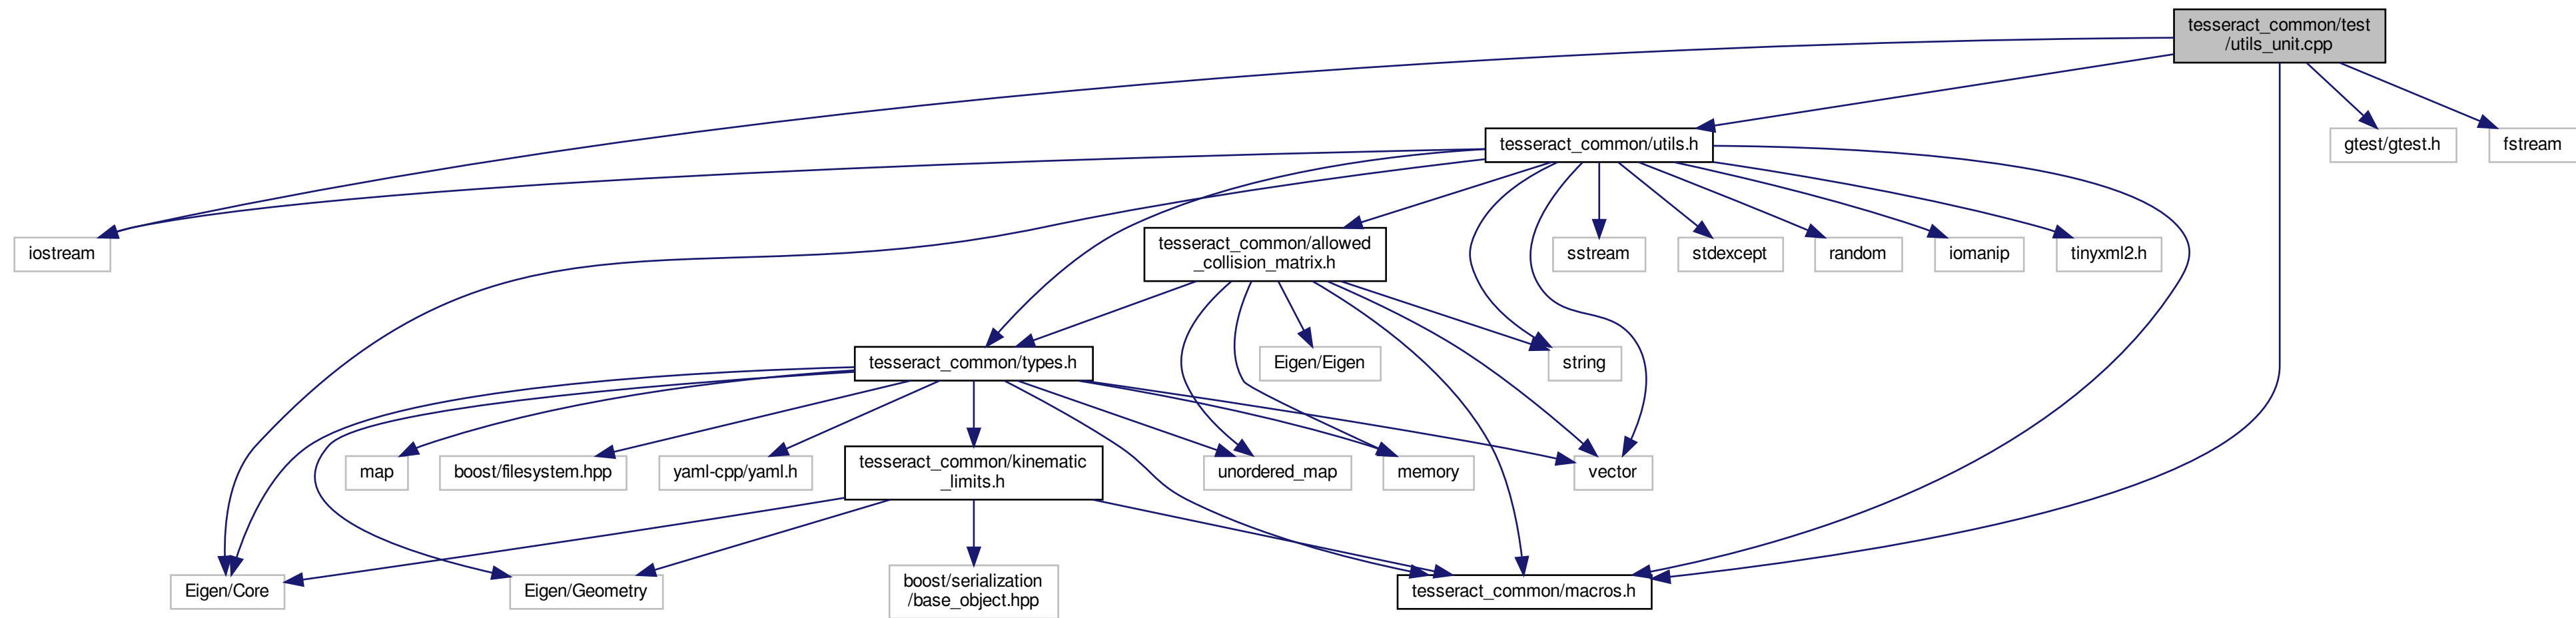 tesseract_common/test
/utils_unit.cpp
tesseract_common/utils.h
gtest/gtest.h
fstream
iostream
tesseract_common/allowed
_collision_matrix.h
sstream
stdexcept
random
iomanip
tinyxml2.h
tesseract_common/types.h
Eigen/Eigen
string
map
boost/filesystem.hpp
yaml-cpp/yaml.h
tesseract_common/kinematic
_limits.h
unordered_map
memory
vector
Eigen/Core
Eigen/Geometry
boost/serialization
/base_object.hpp
tesseract_common/macros.h